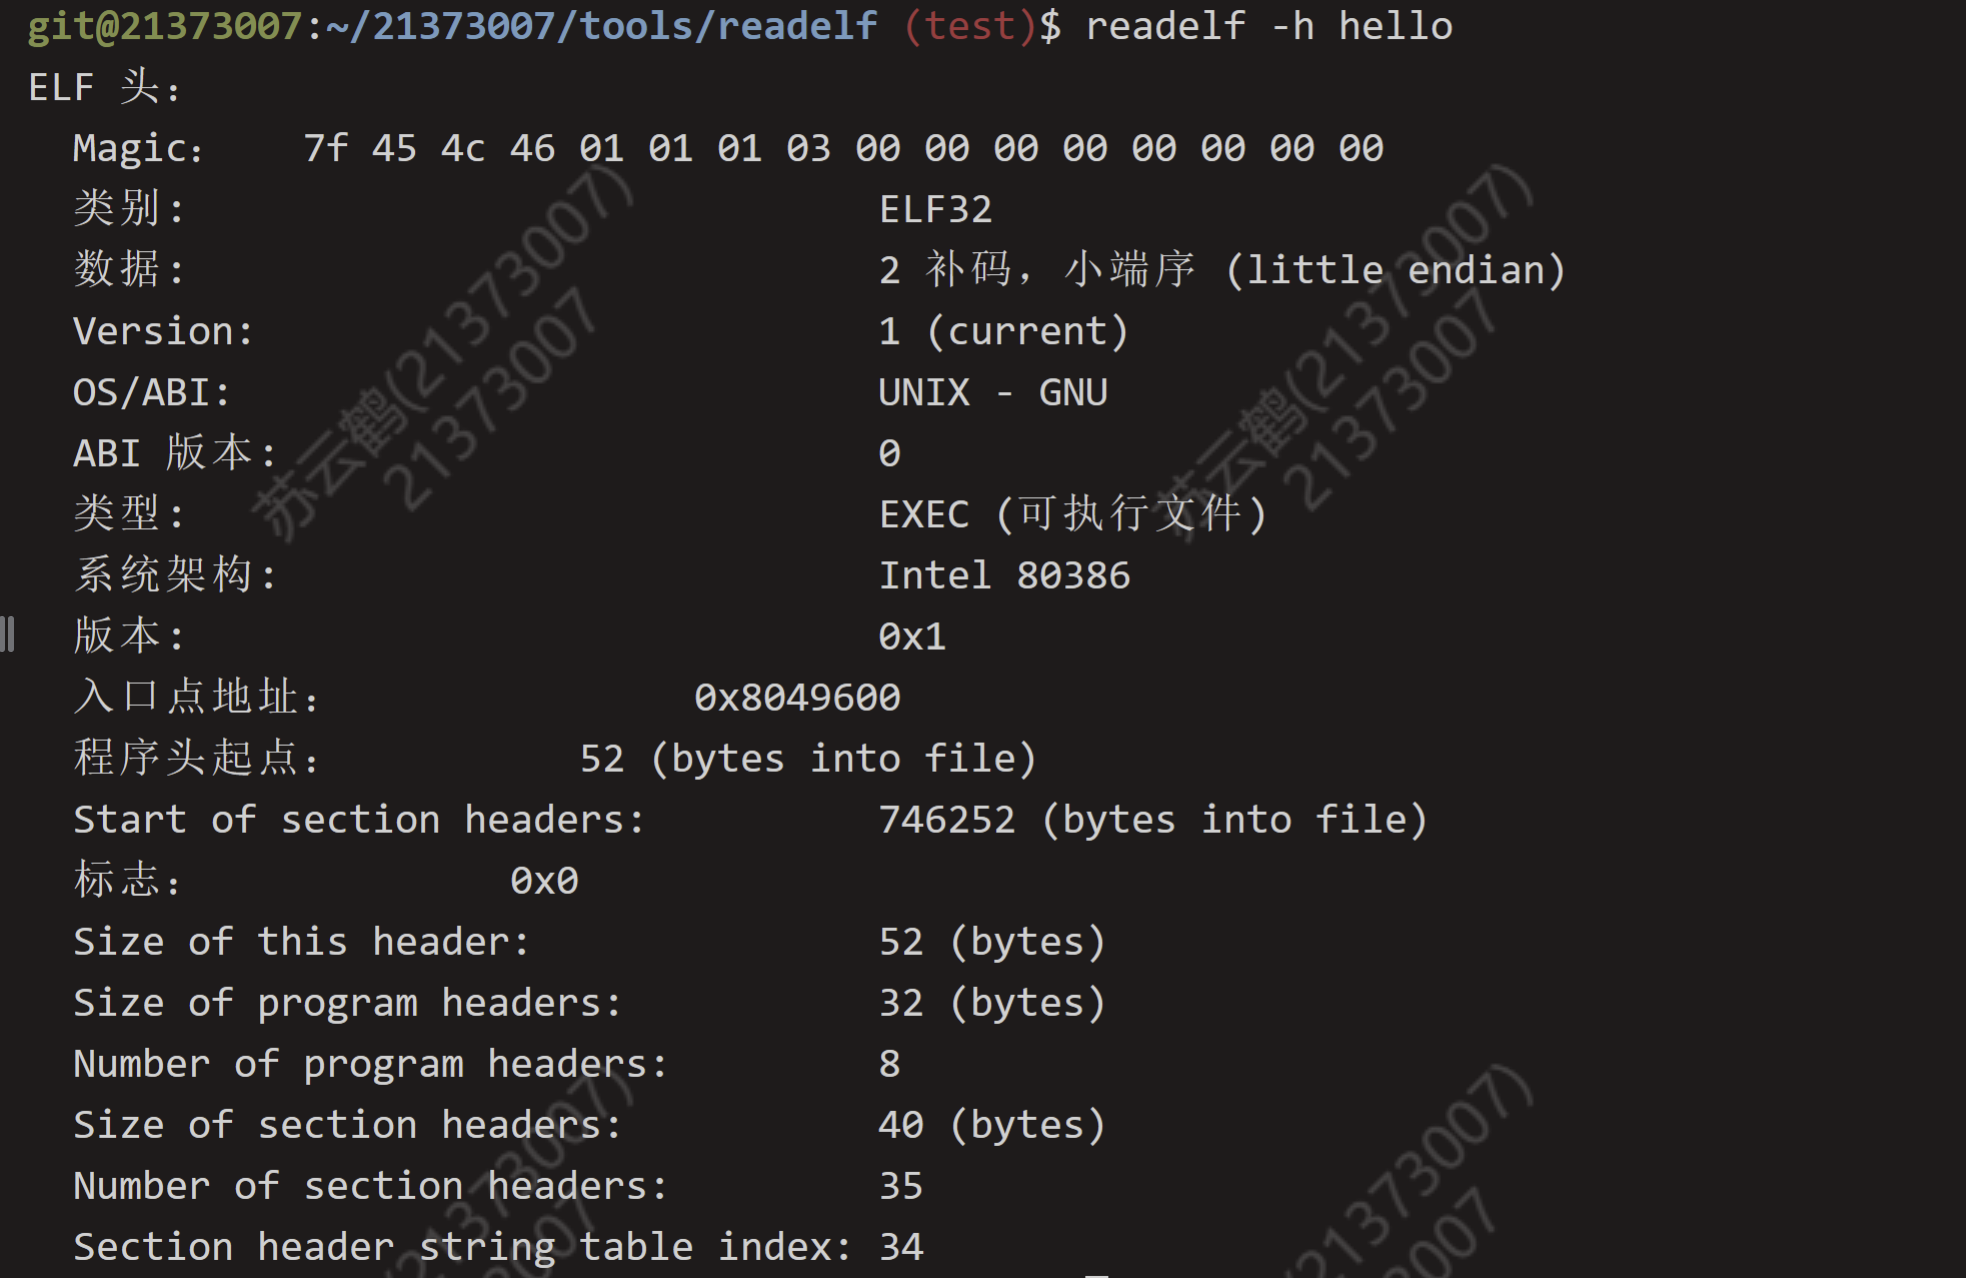 git@21373007:~/21373007/tools/readelf (test)$ readelf -h hello
ELF 头：
Magic：  7f 45 4c 46 01 01 01 03 00 00 00 00 00 00 00 00
类别: ELF32
数据: 2 补码，小端序 (little endian)
Version: 1 (current)
OS/ABI: UNIX - GNU
ABI 版本: 0
类型: EXEC (可执行文件)
系统架构: Intel 80386
版本: 0x1
入口点地址： 0x8049600
程序头起点： 52 (bytes into file)
Start of section headers: 746252 (bytes into file)
标志： 0x0
Size of this header: 52 (bytes)
Size of program headers: 32 (bytes)
Number of program headers: 8
Size of section headers: 40 (bytes)
Number of section headers: 35
Section header string table index: 34
苏云鹤(21373007)
21373007
苏云鹤(21373007)
21373007
21373007)
21373007)